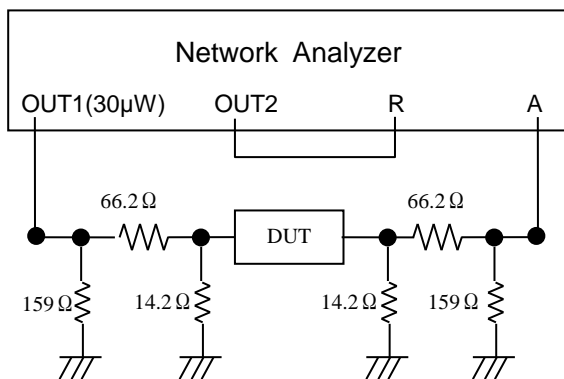 Network Analyzer
OUT1(30µW) OUT2 R A
66.2 Ω 66.2 Ω
DUT
159 Ω 14.2 Ω 14.2 Ω 159 Ω